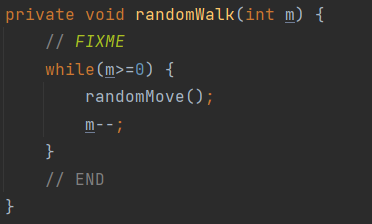 private void randomWalk(int m) {
    // FIXME
    while(m>=0) {
        randomMove();
        m--;
    }
    // END
}